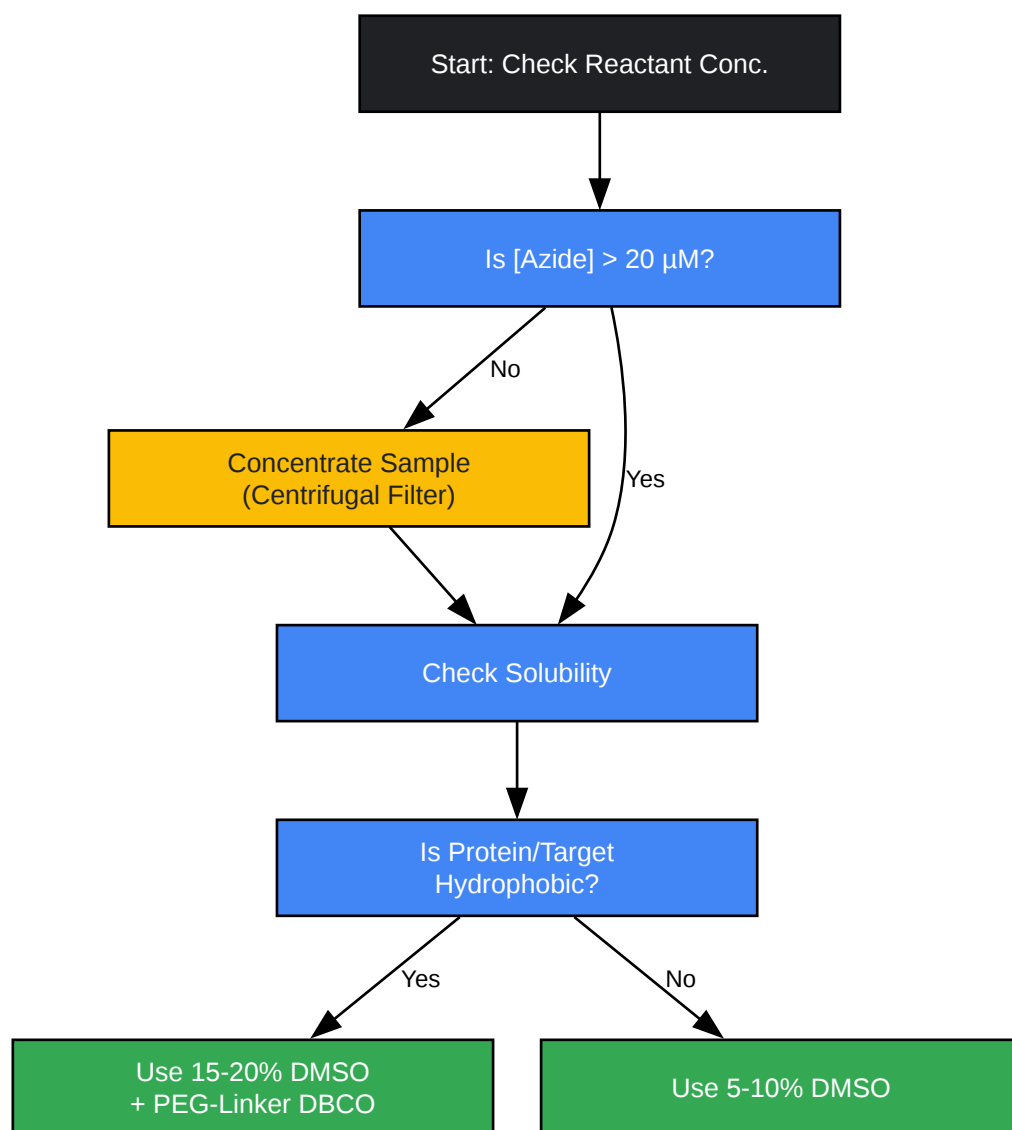 Start: Check Reactant Conc.
Is [Azide] > 20 µM?
No
Concentrate Sample
(Centrifugal Filter)
Yes
Check Solubility
Is Protein/Target
Hydrophobic?
Yes
No
Use 15-20% DMSO
+ PEG-Linker DBCO
Use 5-10% DMSO